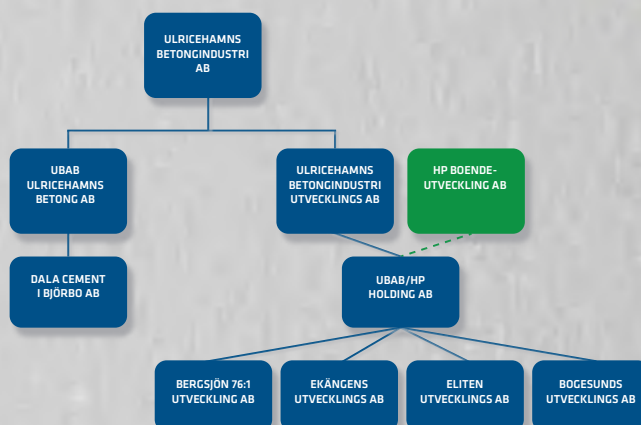 ULRICEHAMNS
BETONGINDUSTRI
AB
UBAB
ULRICEHAMNS
BETONG AB
ULRICEHAMNS
BETONGINDUSTRI
UTVECKLINGS AB
HP BOENDE-
UTVECKLING AB
DALA CEMENT
I BJÖRBO AB
UBAB/HP
HOLDING AB
BERGSJÖN 76:1
UTVECKLING AB
EKÄNGENS
UTVECKLINGS AB
ELITEN
UTVECKLINGS AB
BOGESUNDS
UTVECKLINGS AB